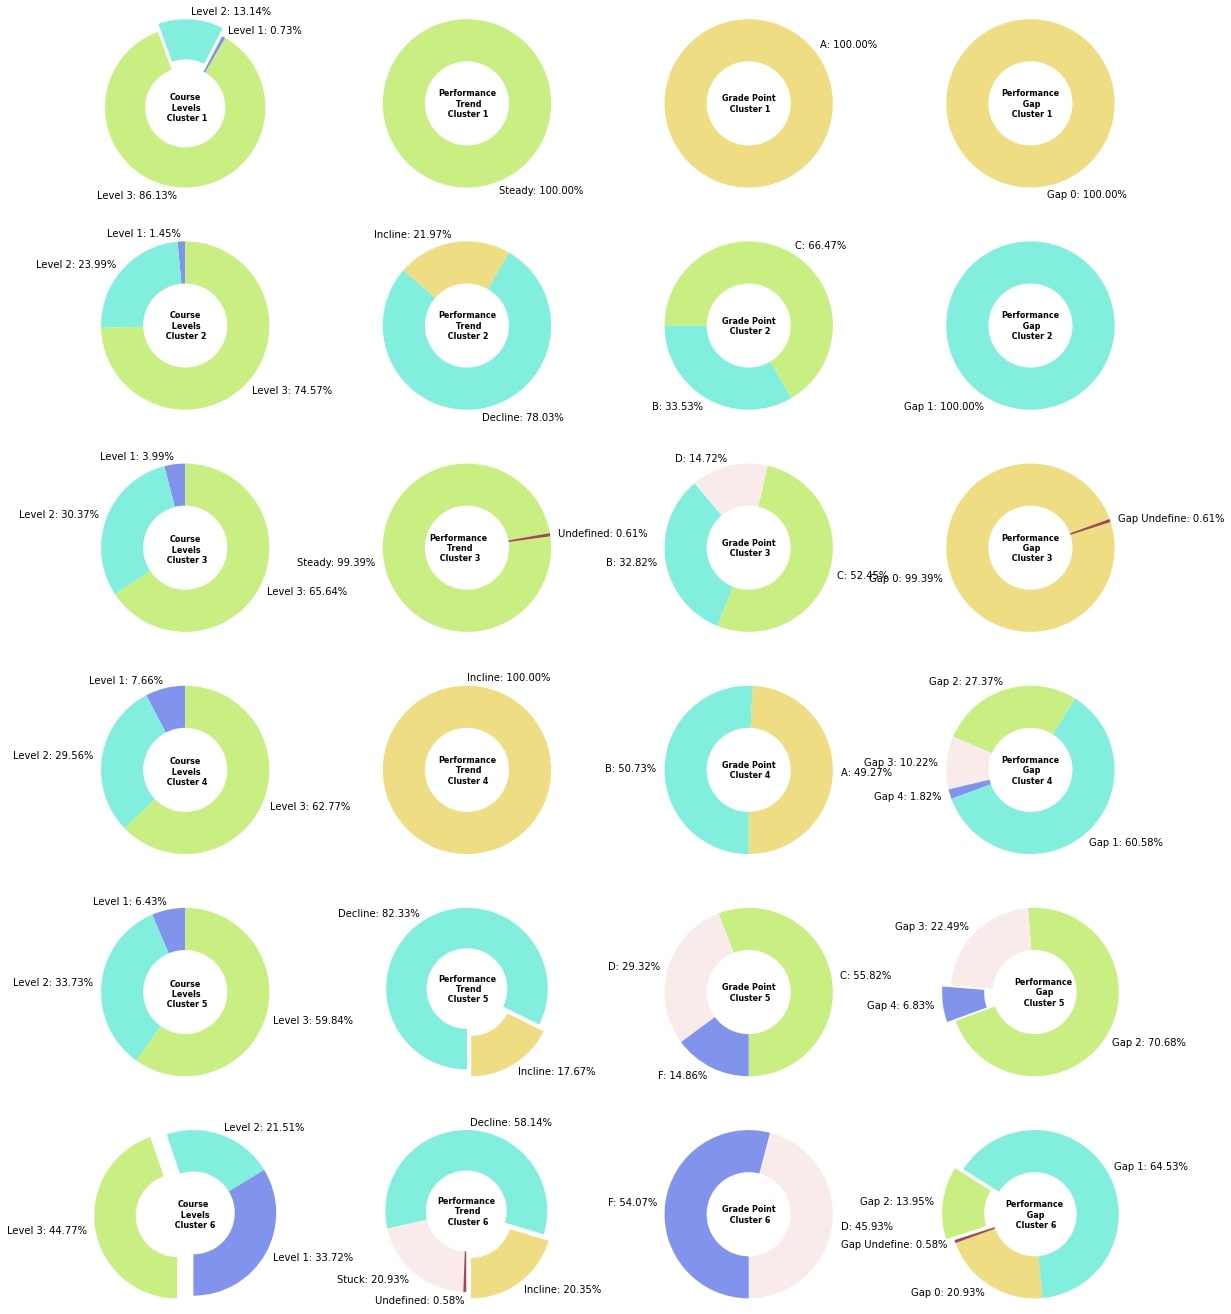 Level 2: 13.14%
Level 1: 0.73%
Course
Levels
Cluster 1
Level 3: 86.13%
Performance
Trend
Cluster 1
Steady: 100.00%
A: 100.00%
Grade Point
Cluster 1
Performance
Gap
Cluster 1
Gap 0: 100.00%
Level 1: 1.45%
Level 2: 23.99%
Course
Levels
Cluster 2
Level 3: 74.57%
Incline: 21.97%
Performance
Trend
Cluster 2
Decline: 78.03%
C: 66.47%
Grade Point
Cluster 2
B: 33.53%
Performance
Gap
Cluster 2
Gap 1: 100.00%
Level 1: 3.99%
Level 2: 30.37%
Course
Levels
Cluster 3
Level 3: 65.64%
Undefined: 0.61%
Performance
Trend
Cluster 3
Steady: 99.39%
D: 14.72%
Grade Point
Cluster 3
B: 32.82%
C: 52.45%
Gap Undefine: 0.61%
Performance
Gap
Cluster 3
Gap 0: 99.39%
Level 1: 7.66%
Level 2: 29.56%
Course
Levels
Cluster 4
Level 3: 62.77%
Incline: 100.00%
Performance
Trend
Cluster 4
B: 50.73%
Grade Point
Cluster 4
A: 49.27%
Gap 2: 27.37%
Gap 3: 10.22%
Performance
Gap
Cluster 4
Gap 4: 1.82%
Gap 1: 60.58%
Level 1: 6.43%
Level 2: 33.73%
Course
Levels
Cluster 5
Level 3: 59.84%
Decline: 82.33%
Performance
Trend
Cluster 5
Incline: 17.67%
D: 29.32%
Grade Point
Cluster 5
C: 55.82%
F: 14.86%
Gap 3: 22.49%
Performance
Gap
Cluster 5
Gap 4: 6.83%
Gap 2: 70.68%
Level 2: 21.51%
Course
Levels
Cluster 6
Level 3: 44.77%
Level 1: 33.72%
Decline: 58.14%
Performance
Trend
Cluster 6
Stuck: 20.93%
Undefined: 0.58%
Incline: 20.35%
F: 54.07%
Grade Point
Cluster 6
D: 45.93%
Gap 1: 64.53%
Gap 2: 13.95%
Performance
Gap
Cluster 6
Gap Undefine: 0.58%
Gap 0: 20.93%